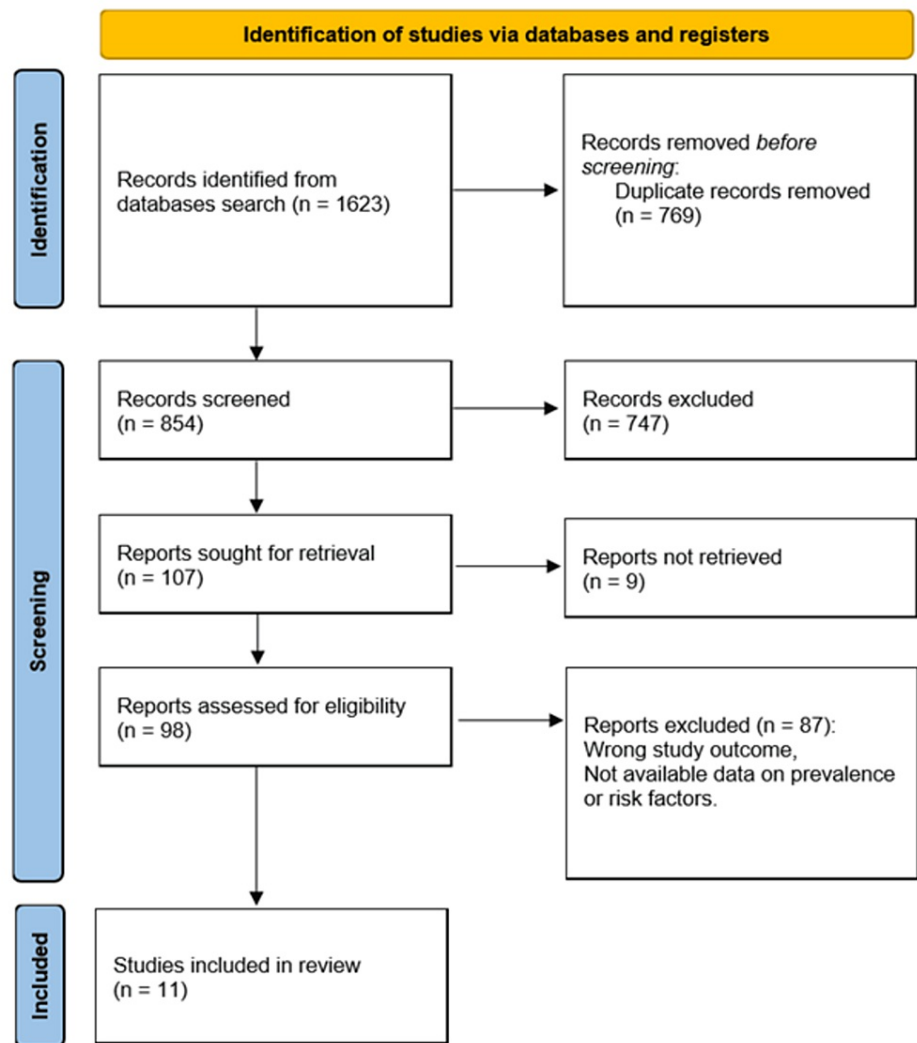 Identification of studies via databases and registers
Identification
Records identified from
databases search (n = 1623)
Records removed before
screening:
Duplicate records removed
(n = 769)
Screening
Records screened
(n = 854)
Records excluded
(n = 747)
Reports sought for retrieval
(n = 107)
Reports not retrieved
(n = 9)
Reports assessed for eligibility
(n = 98)
Reports excluded (n = 87):
Wrong study outcome,
Not available data on prevalence
or risk factors.
Included
Studies included in review
(n = 11)